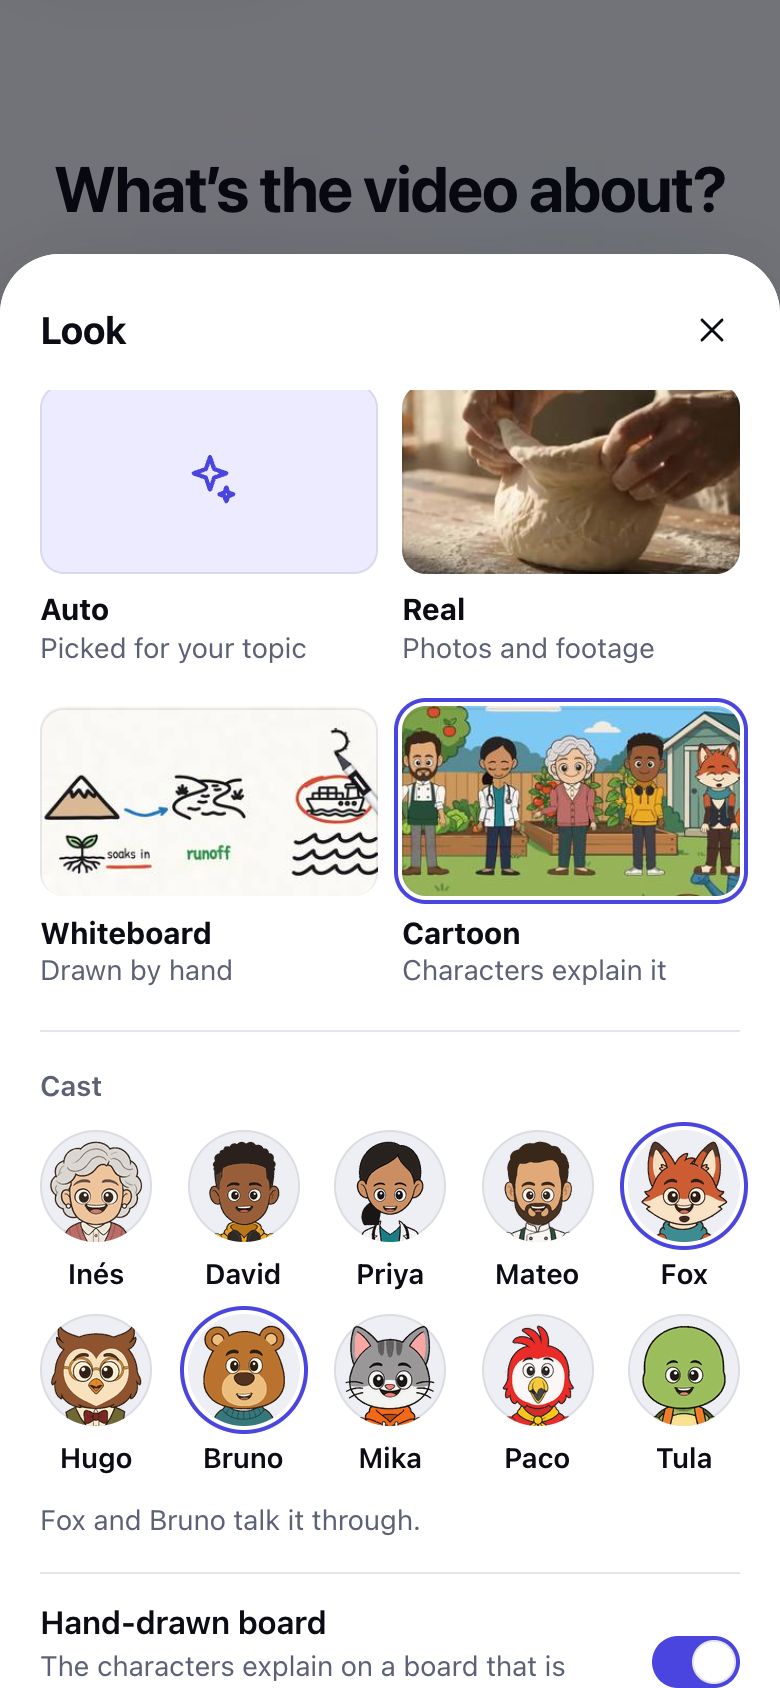 What's the video about?
Look
Auto
Real
Picked for your topic
Photos and footage
soaks in
runoff
Whiteboard
Cartoon
Drawn by hand
Characters explain it
Cast
Inés
David
Priya
Mateo
Fox
Hugo
Bruno
Mika
Paco
Tula
Fox and Bruno talk it through.
Hand-drawn board
The characters explain on a board that is